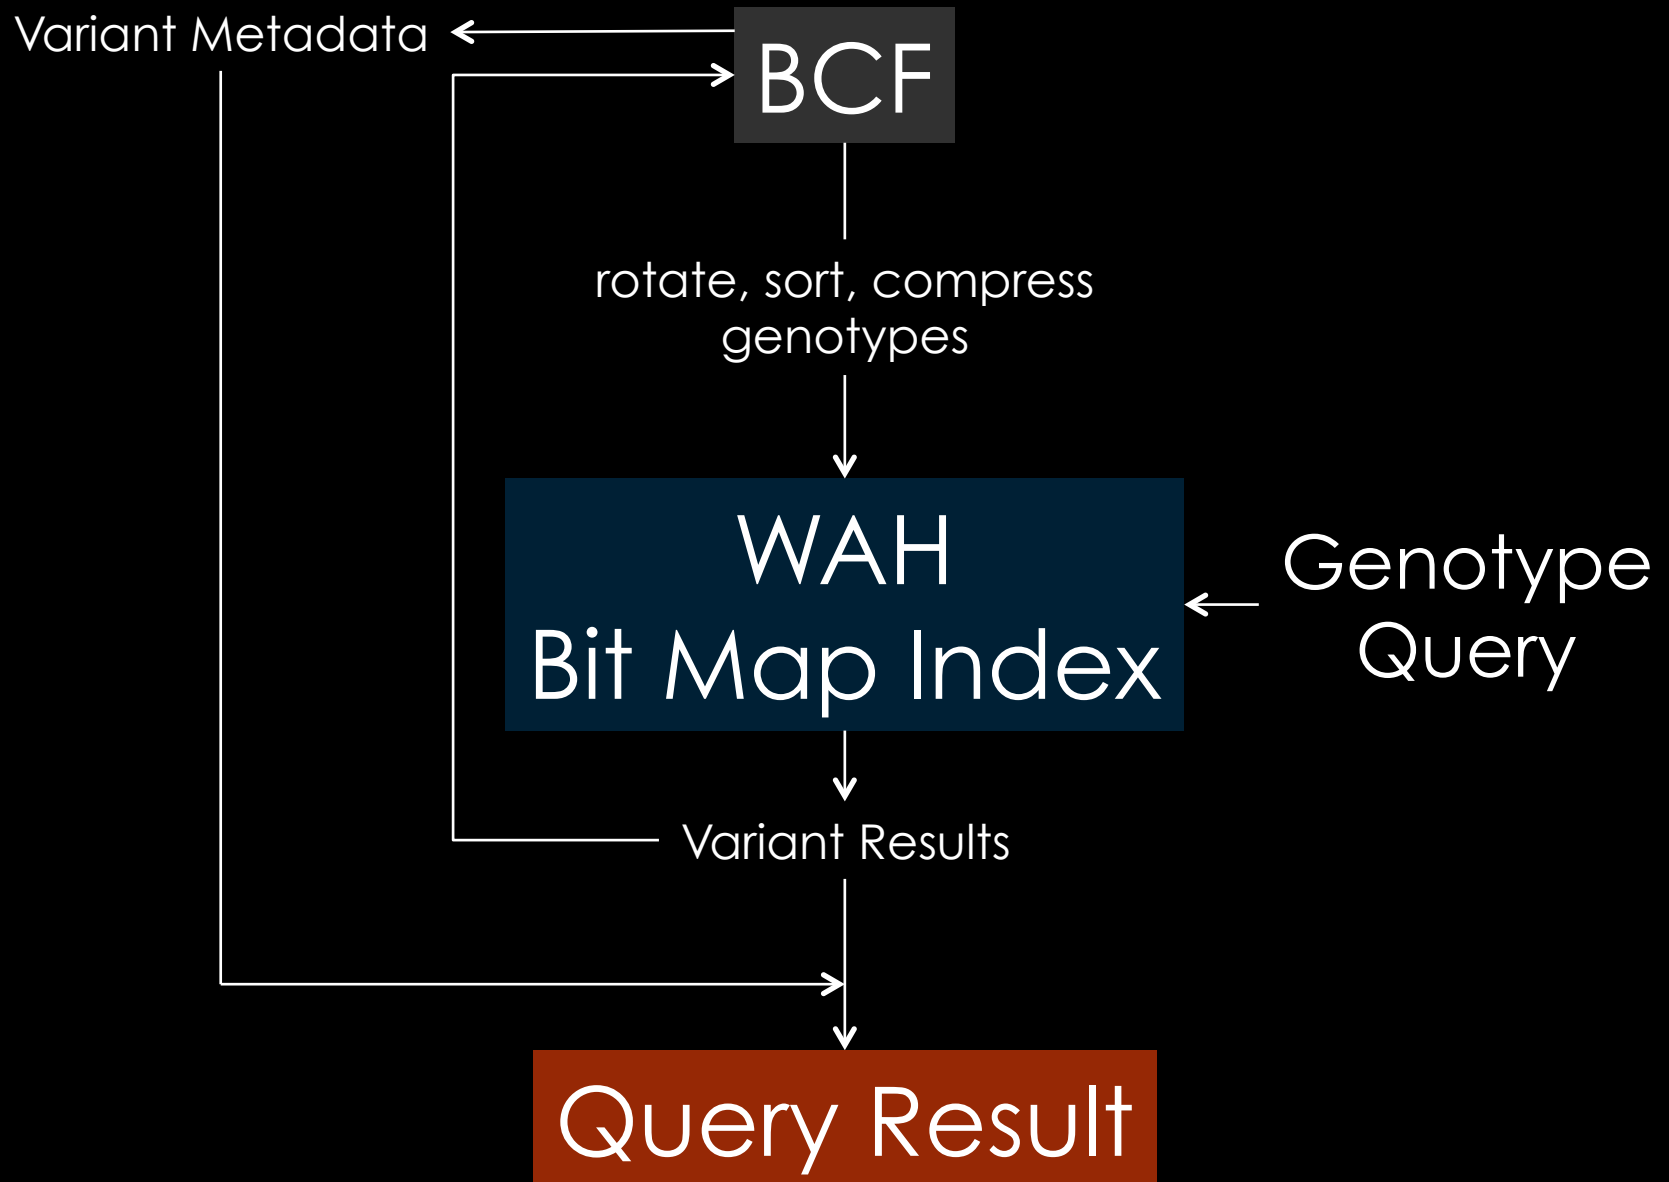 Variant Metadata
BCF
rotate, sort, compress
genotypes
WAH
Bit Map Index
Genotype
Query
Variant Results
Query Result